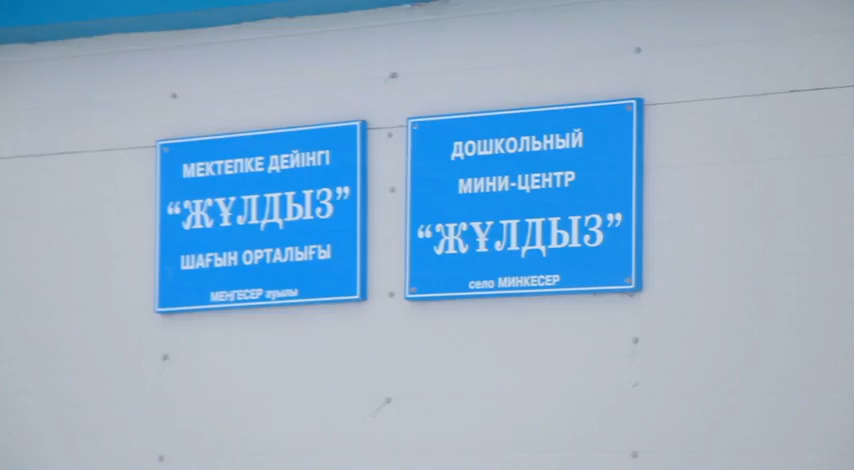 МЕКТЕПКЕ ДЕЙІНГІ
“ЖҰЛДЫЗ”
ШАҒЫН ОРТАЛЫҒЫ
МЕҢГЕСЕР ауылы
ДОШКОЛЬНЫЙ
МИНИ-ЦЕНТР
“ЖҰЛДЫЗ”
село МИНКЕСЕР